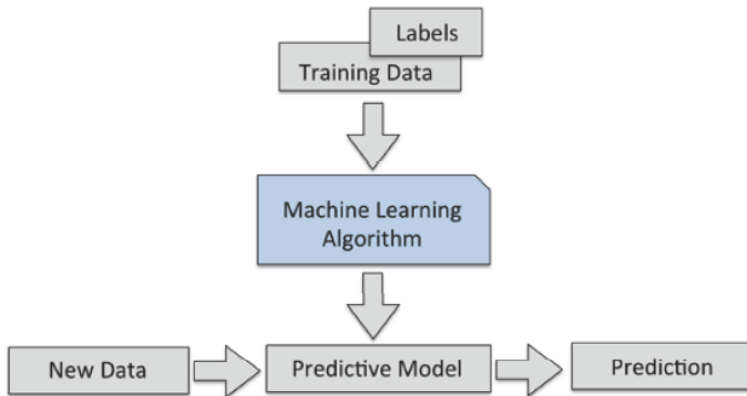 Labels
Training Data
Machine Learning
Algorithm
New Data
Predictive Model
Prediction